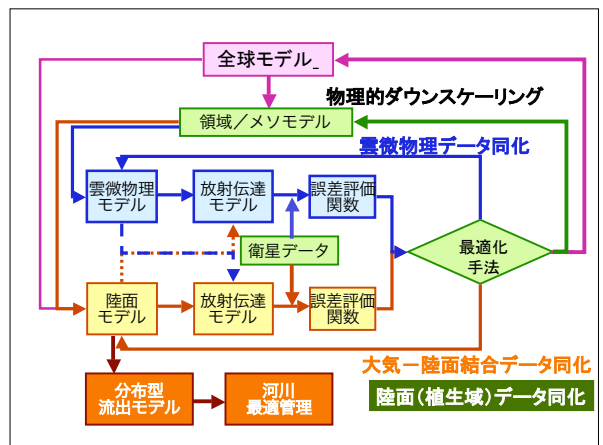 全球モデル_
物理的ダウンスケーリング
領域／メソモデル
雲微物理データ同化
雲微物理
モデル
放射伝達
モデル
誤差評価
関数
衛星データ
最適化
手法
陸面
モデル
放射伝達
モデル
誤差評価
関数
大気－陸面結合データ同化
陸面（植生域）データ同化
分布型
流出モデル
河川
最適管理